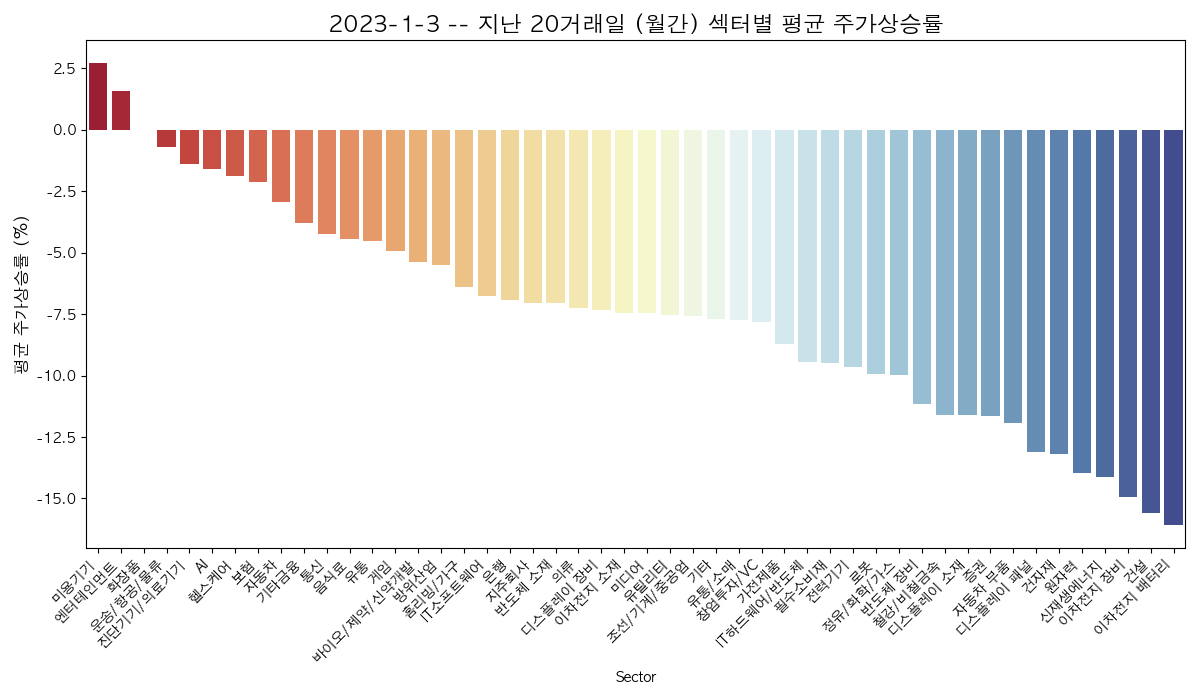 2023-1-3 -- 지난 20거래일 (월간) 섹터별 평균 주가상승률
평균 주가상승률 (%)
2.5
0.0
-2.5
-5.0
-7.5
-10.0
-12.5
-15.0
미용기기
엔터테인먼트
화장품
운송/항공/물류
진단기기/의료기기
AI
헬스케어
보험
자동차
기타금융
통신
음식료
유통
게임
바이오/제약/신약개발
방위산업
홈리빙/가구
IT소프트웨어
은행
지주회사
반도체 소재
의류
디스플레이 장비
이차전지 소재
미디어
유틸리티
조선/기계/중공업
기타
유통/소매
창업투자/VC
가전제품
IT하드웨어/반도체
필수소비재
전력기기
로봇
정유/화학/가스
반도체 장비
철강/비철금속
디스플레이 소재
증권
자동차 부품
디스플레이 패널
건자재
원자력
신재생에너지
이차전지 장비
건설
이차전지 배터리
Sector